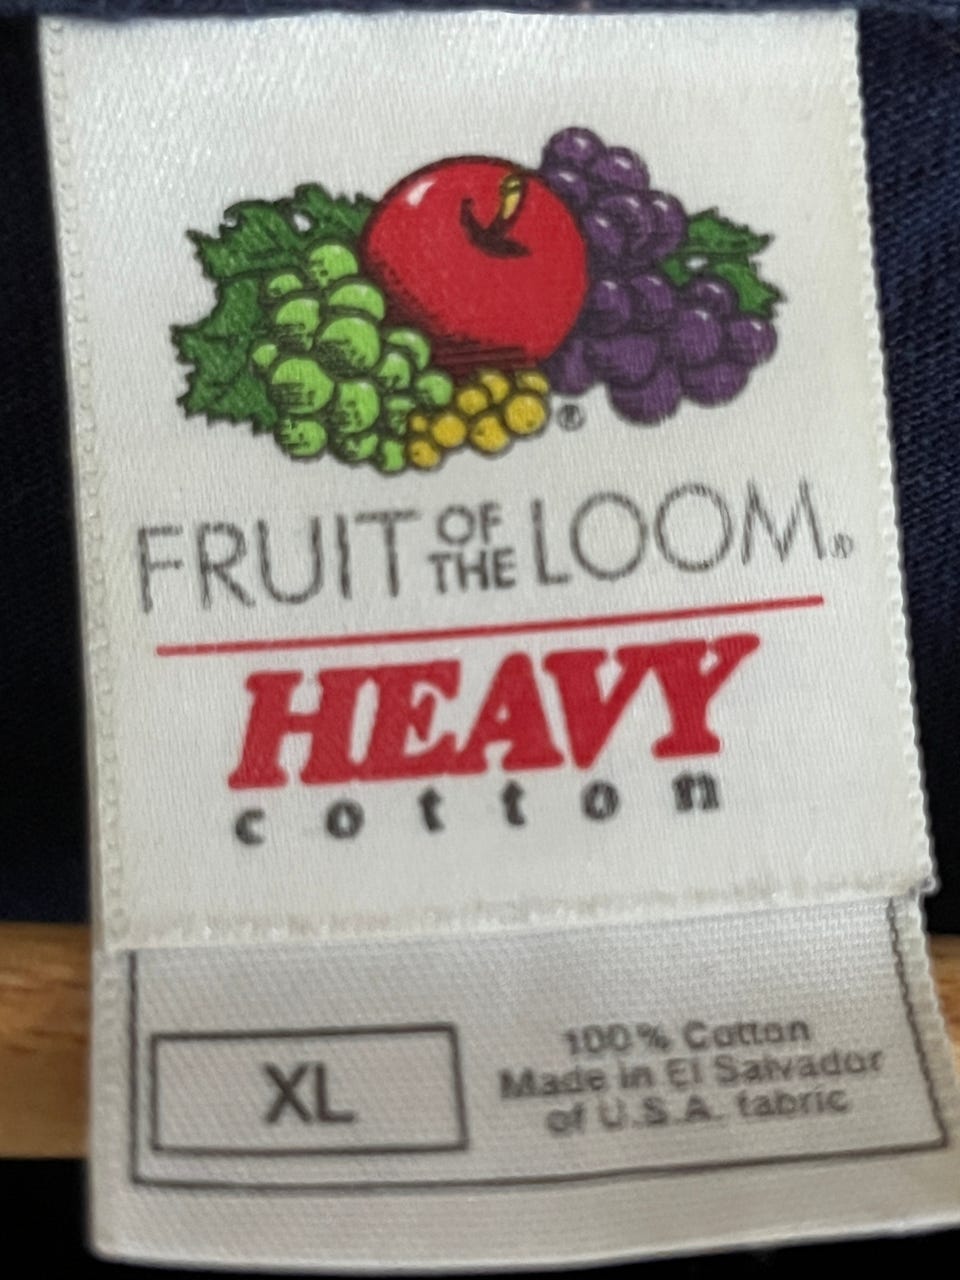 ®
FRUIT OF THE LOOM®
HEAVY
cotton
XL
100% Cotton
Made in El Salvador
of U.S.A. fabric